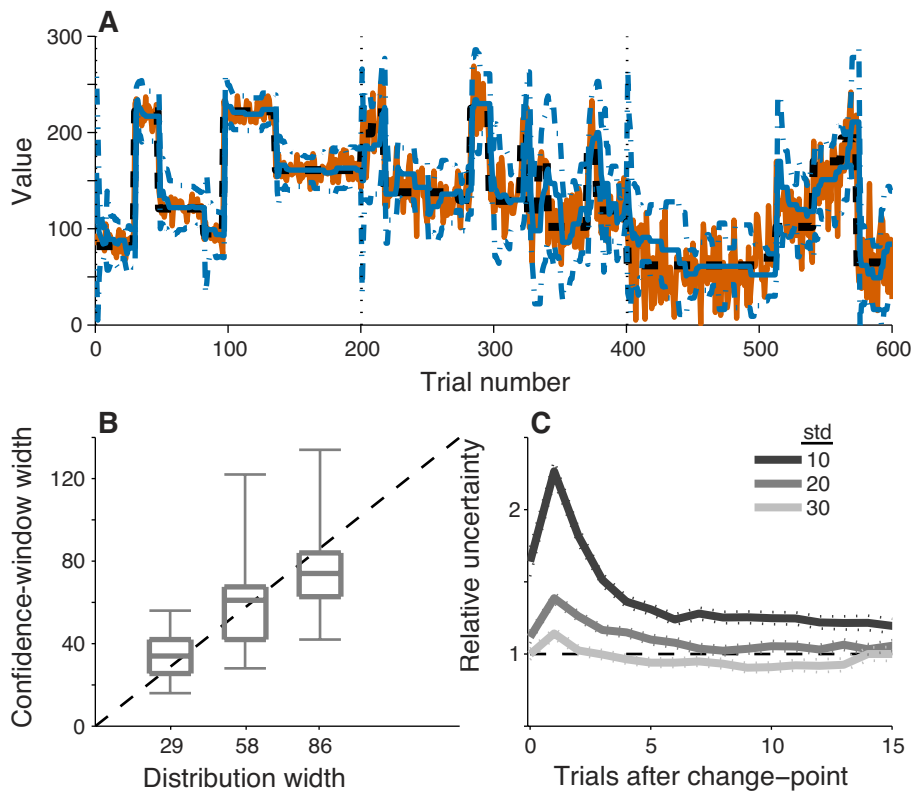 A
300
200
100
0
Value
0 100 200 300 400 500 600
Trial number
B
120
80
40
0
Confidence-window width
29 58 86
Distribution width
C
std
10
20
30
2
1
Relative uncertainty
0 5 10 15
Trials after change-point